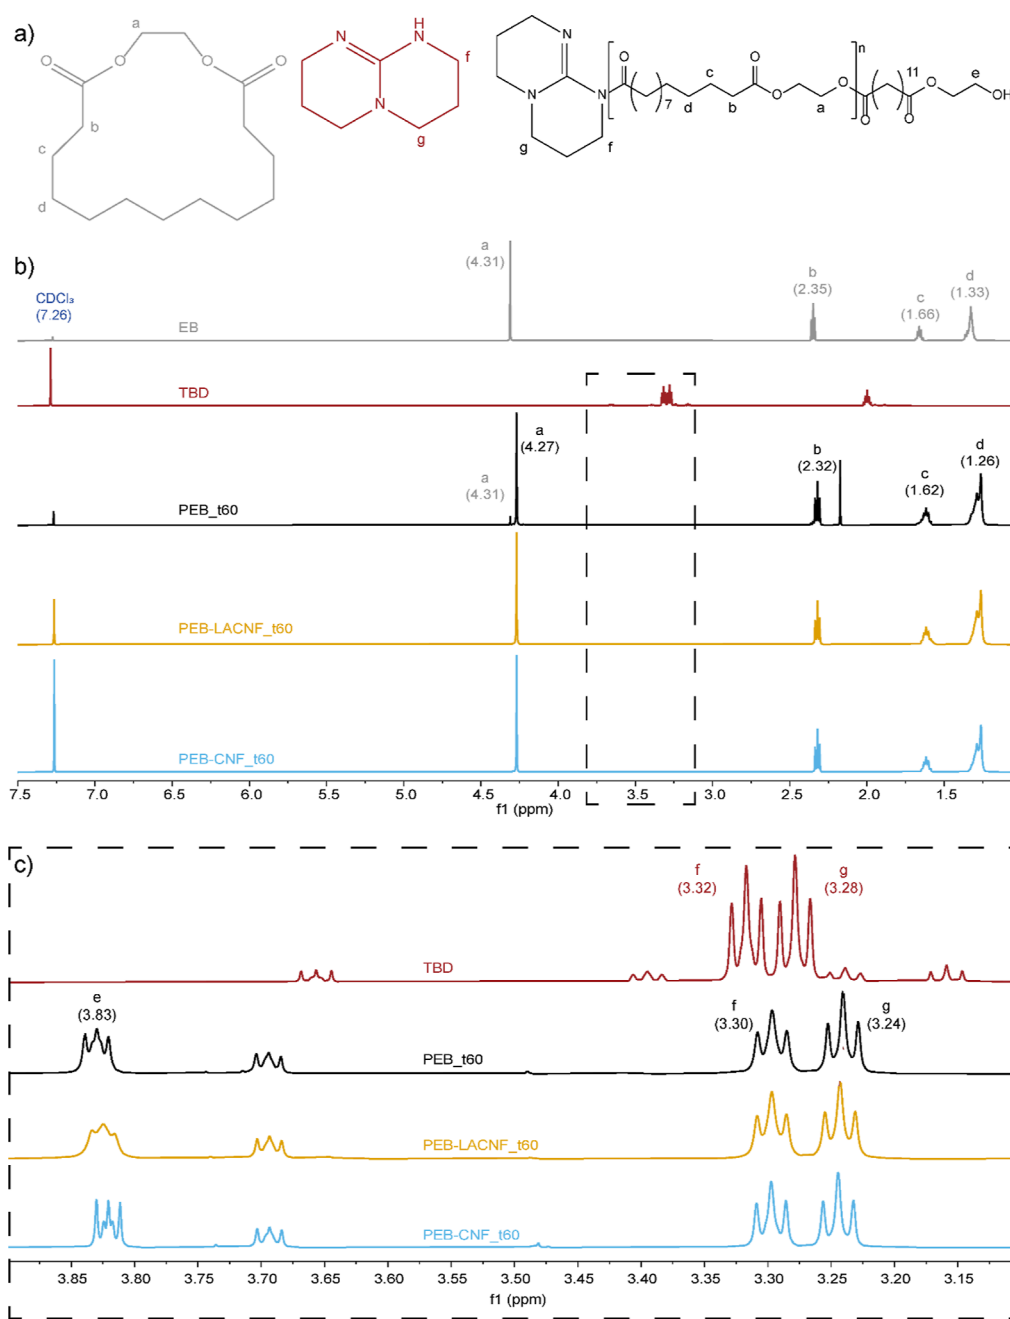 a)
a
O
O
O
O
b
c
d
H
N
N
f
N
g
N
N
N
g
f
O
7
d
c
b
O
O
a
O
n
O
11
O
O
e
OH
b)
CDCl₃
(7.26)
EB
a
(4.31)
b
(2.35)
c
(1.66)
d
(1.33)
TBD
a
(4.31)
a
(4.27)
b
(2.32)
c
(1.62)
d
(1.26)
PEB_t60
PEB-LACNF_t60
PEB-CNF_t60
7.5 7.0 6.5 6.0 5.5 5.0 4.5 4.0 3.5 3.0 2.5 2.0 1.5
f1 (ppm)
c)
f
(3.32)
g
(3.28)
TBD
e
(3.83)
f
(3.30)
g
(3.24)
PEB_t60
PEB-LACNF_t60
PEB-CNF_t60
3.85 3.80 3.75 3.70 3.65 3.60 3.55 3.50 3.45 3.40 3.35 3.30 3.25 3.20 3.15
f1 (ppm)